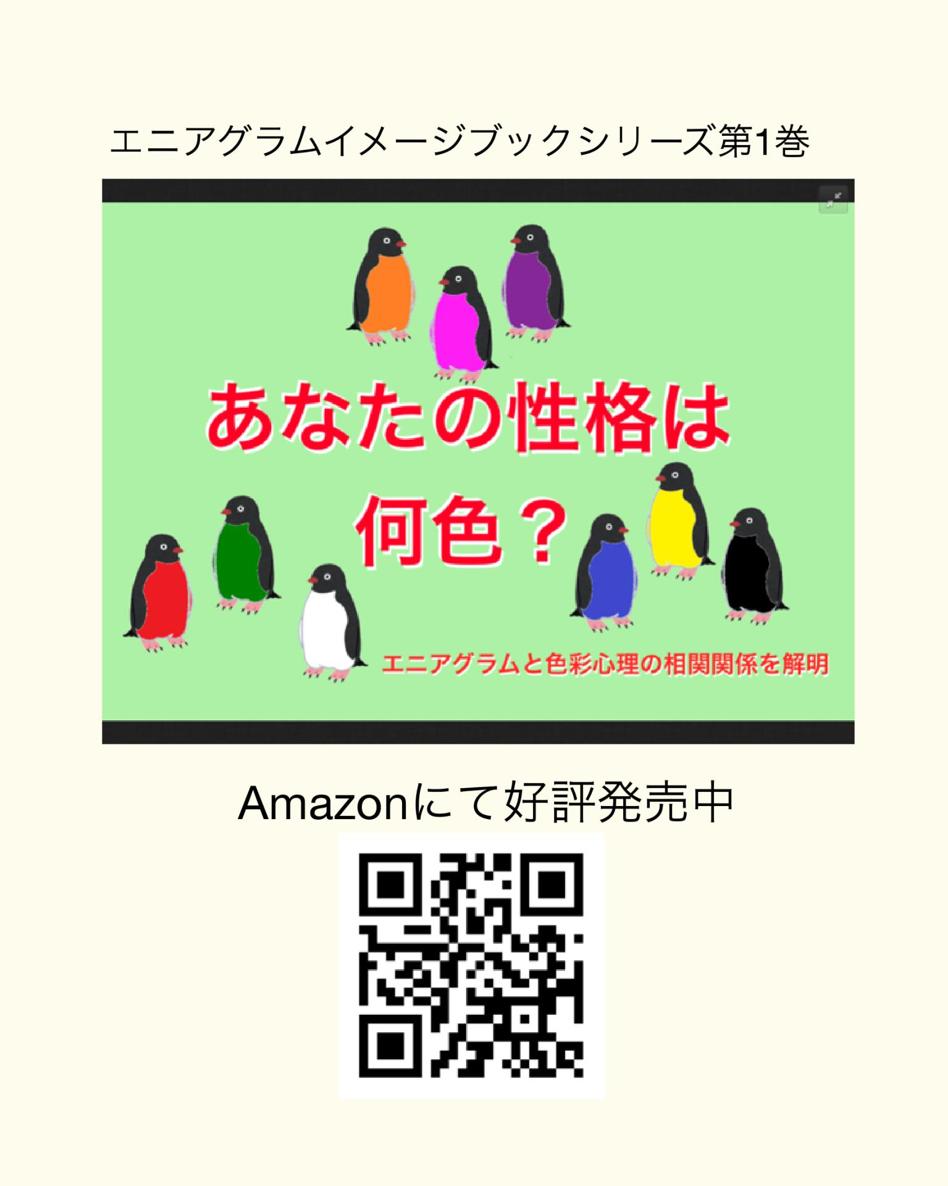 エニアグラムイメージブックシリーズ第1巻
あなたの性格は
何色？
エニアグラムと色彩心理の相関関係を解明
Amazonにて好評発売中